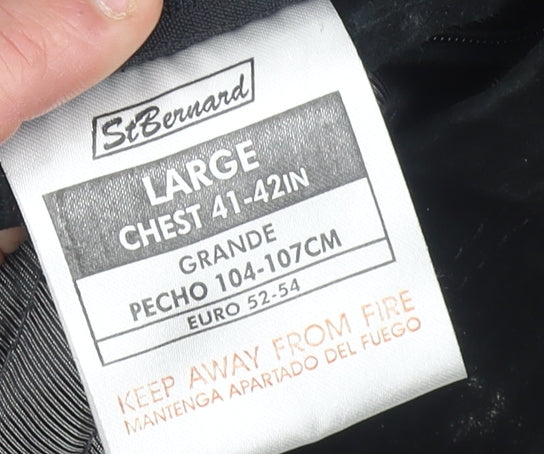 StBernard
LARGE
CHEST 41-42IN
GRANDE
PECHO 104-107CM
EURO 52-54
KEEP AWAY FROM FIRE
MANTENGA APARTADO DEL FUEGO